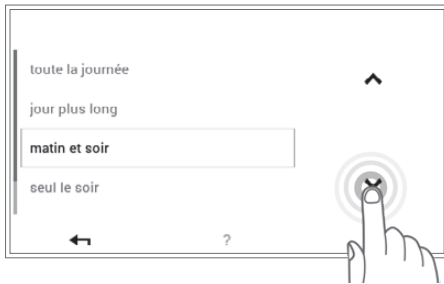 toute la journée
jour plus long
matin et soir
seul le soir
?